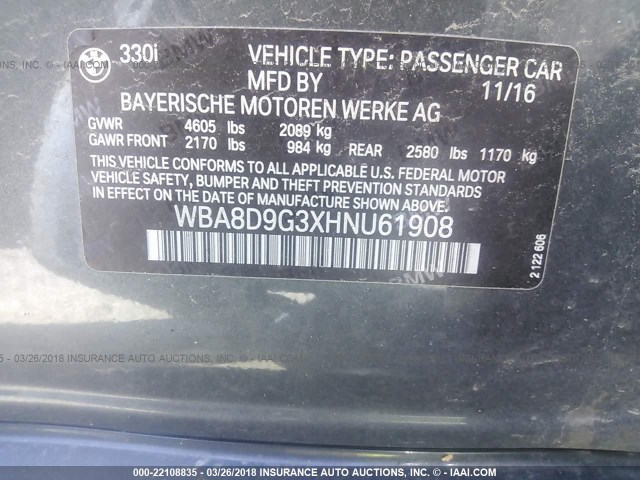 330i VEHICLE TYPE: PASSENGER CAR
MFD BY 11/16
BAYERISCHE MOTOREN WERKE AG
GVWR 4605 lbs 2089 kg
GAWR FRONT 2170 lbs 984 kg REAR 2580 lbs 1170 kg
THIS VEHICLE CONFORMS TO ALL APPLICABLE U.S. FEDERAL MOTOR
VEHICLE SAFETY, BUMPER AND THEFT PREVENTION STANDARDS
IN EFFECT ON THE DATE OF MANUFACTURE SHOWN ABOVE.
WBA8D9G3XHNU61908
2 122 606
000-22108835 - 03/26/2018 - INSURANCE AUTO AUCTIONS, INC. - © - IAAI.COM